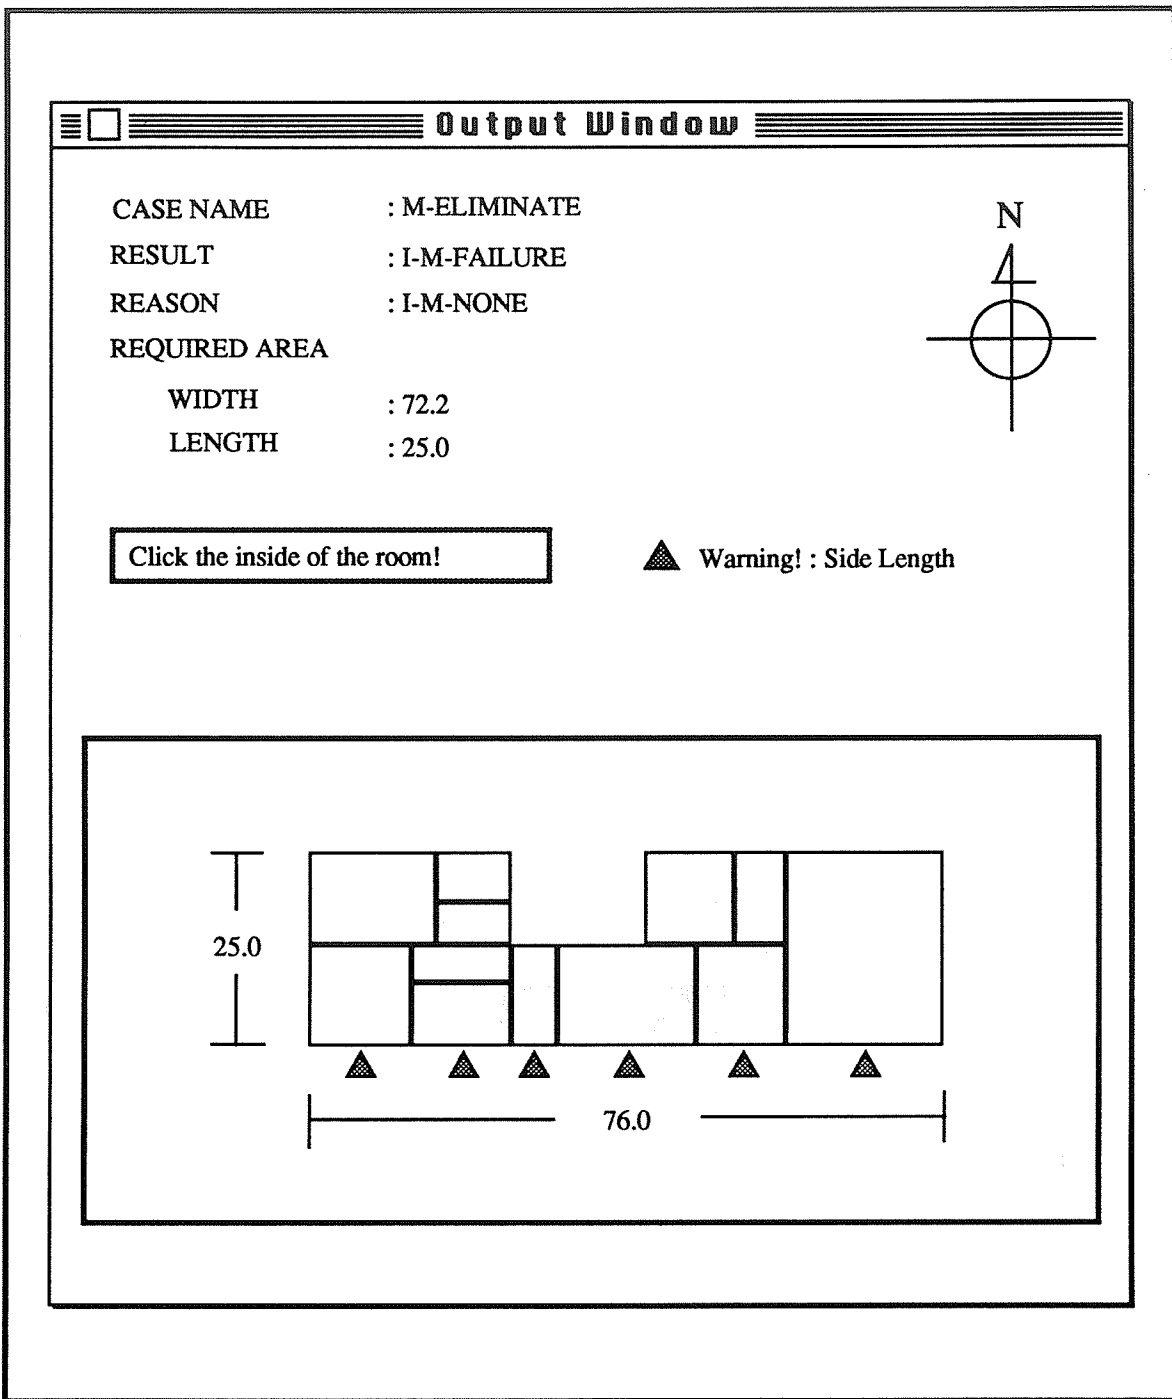 Output Window
CASE NAME : M-ELIMINATE
RESULT : I-M-FAILURE
REASON : I-M-NONE
REQUIRED AREA
WIDTH : 72.2
LENGTH : 25.0
N
Click the inside of the room!
Warning! : Side Length
25.0
76.0